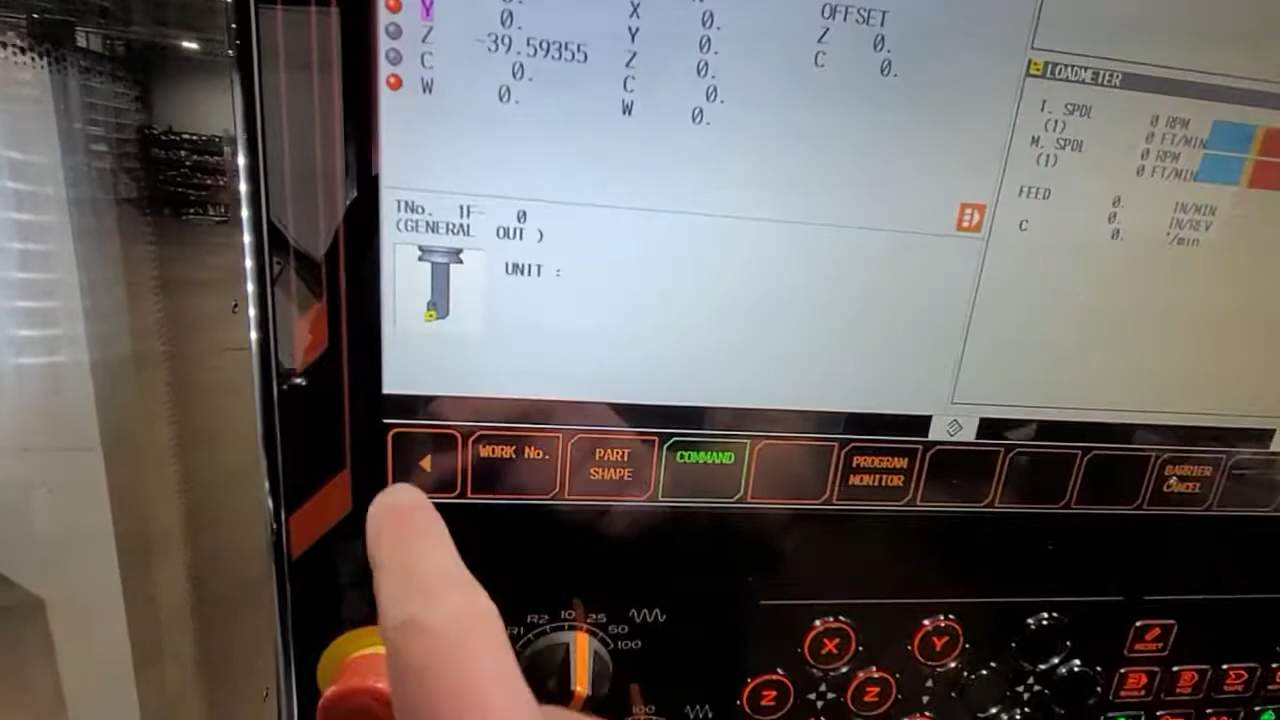 Y 0. X 0. OFFSET
Z -39.59355 Y 0. Z 0.
C 0. Z 0. C 0.
W 0. C 0.
W 0.
LOADMETER
T. SPDL 0 RPM
(1) 0 FT/MIN
M. SPDL 0 RPM
(1) 0 FT/MIN
FEED 0. IN/MIN
0. IN/REV
C 0. °/min.
TNo. 1F- 0
(GENERAL OUT )
UNIT :
WORK No.
PART
SHAPE
COMMAND
PROGRAM
MONITOR
BARRIER
CANCEL
R1 R2 10 25 50 100
X Y
Z Z
RESET
SINGLE
100